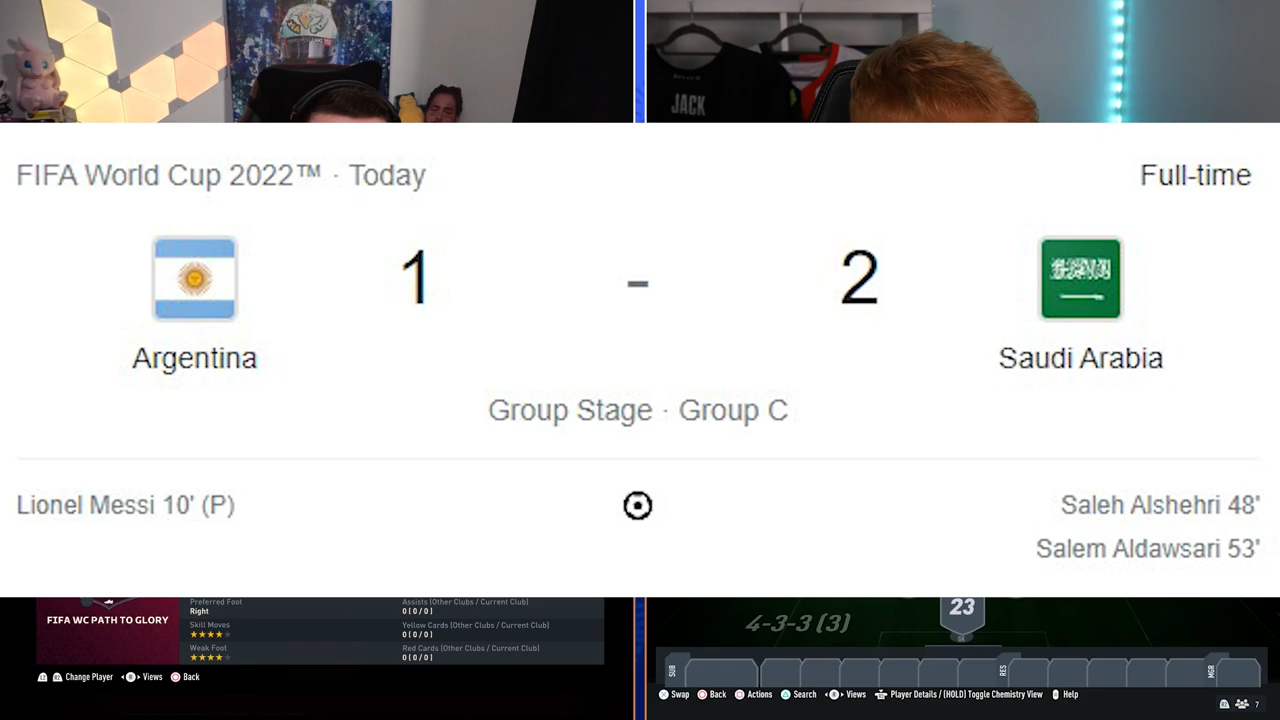 JACK
FIFA World Cup 2022™ · Today
Full-time
1 - 2
Argentina
Saudi Arabia
Group Stage · Group C
Lionel Messi 10' (P)
Saleh Alshehri 48'
Salem Aldawsari 53'
FIFA WC PATH TO GLORY
Preferred Foot
Right
Skill Moves
Weak Foot
Assists (Other Clubs / Current Club)
0 ( 0 / 0 )
Yellow Cards (Other Clubs / Current Club)
0 ( 0 / 0 )
Red Cards (Other Clubs / Current Club)
0 ( 0 / 0 )
Change Player Views Back
4-3-3 (3)
23
GK
SUB
RES
MGR
Swap Back Actions Search Views Player Details / [HOLD] Toggle Chemistry View Help
7